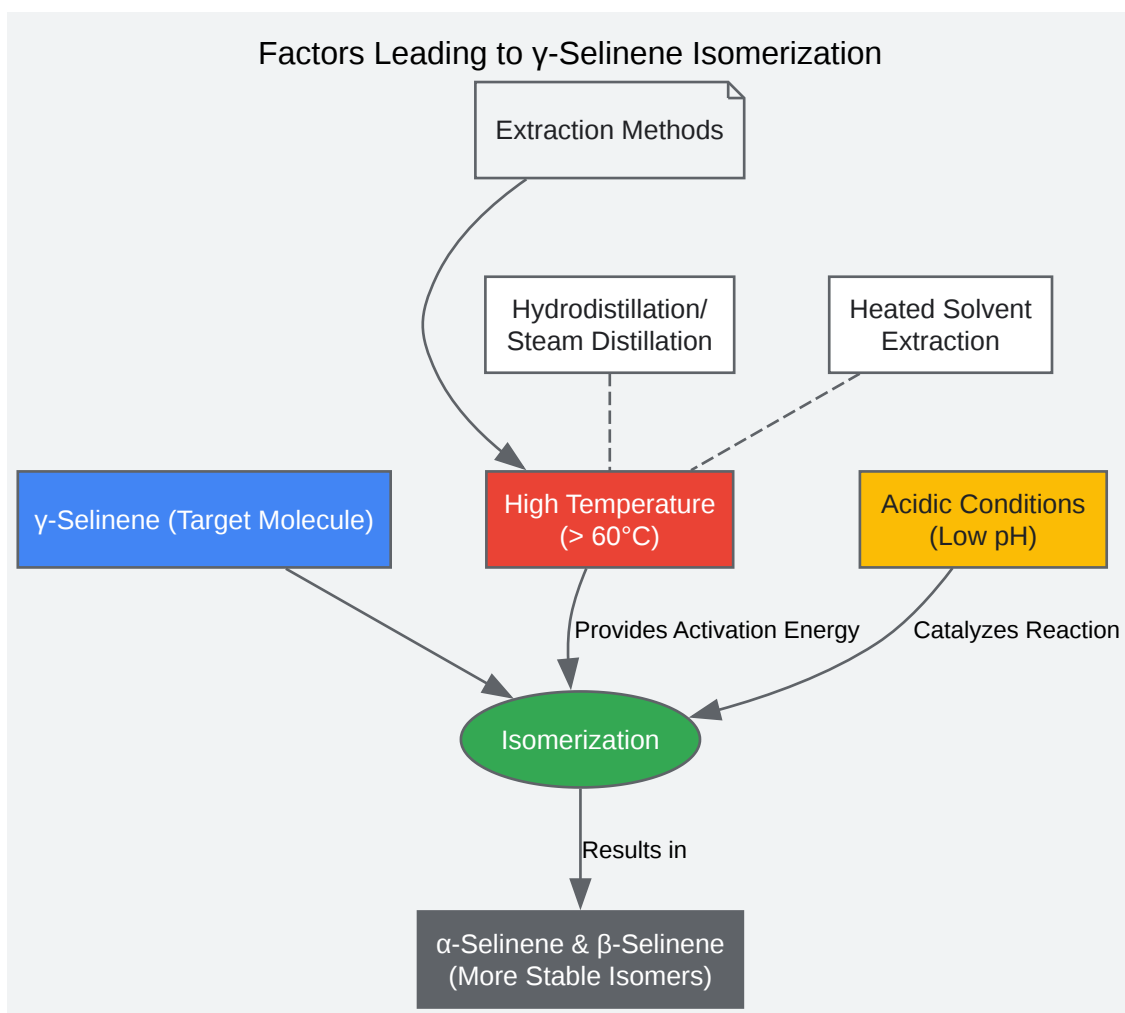 Factors Leading to γ-Selinene Isomerization
Extraction Methods
Hydrodistillation/
Steam Distillation
Heated Solvent
Extraction
γ-Selinene (Target Molecule)
High Temperature
(> 60°C)
Acidic Conditions
(Low pH)
Provides Activation Energy
Catalyzes Reaction
Isomerization
Results in
α-Selinene & β-Selinene
(More Stable Isomers)